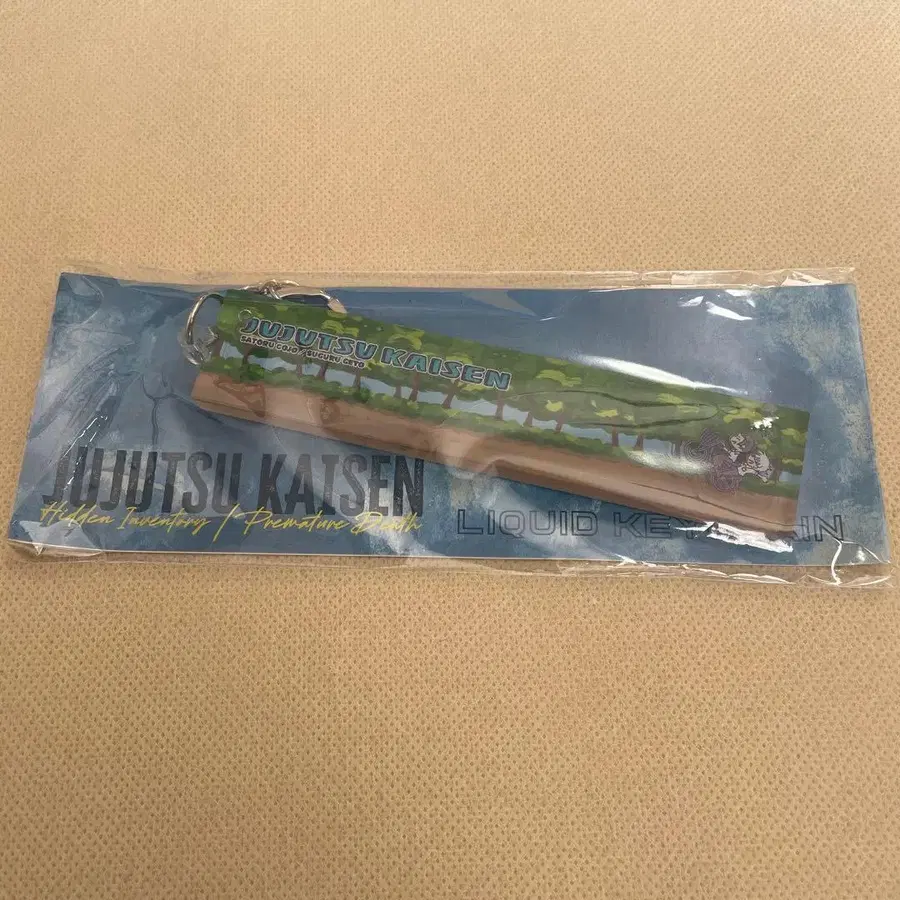 JUJUTSU KAISEN
SATORU GOJO / SUGURU GETO
JUJUTSU KAISEN
Hidden Inventory / Premature Death
LIQUID KEYCHAIN